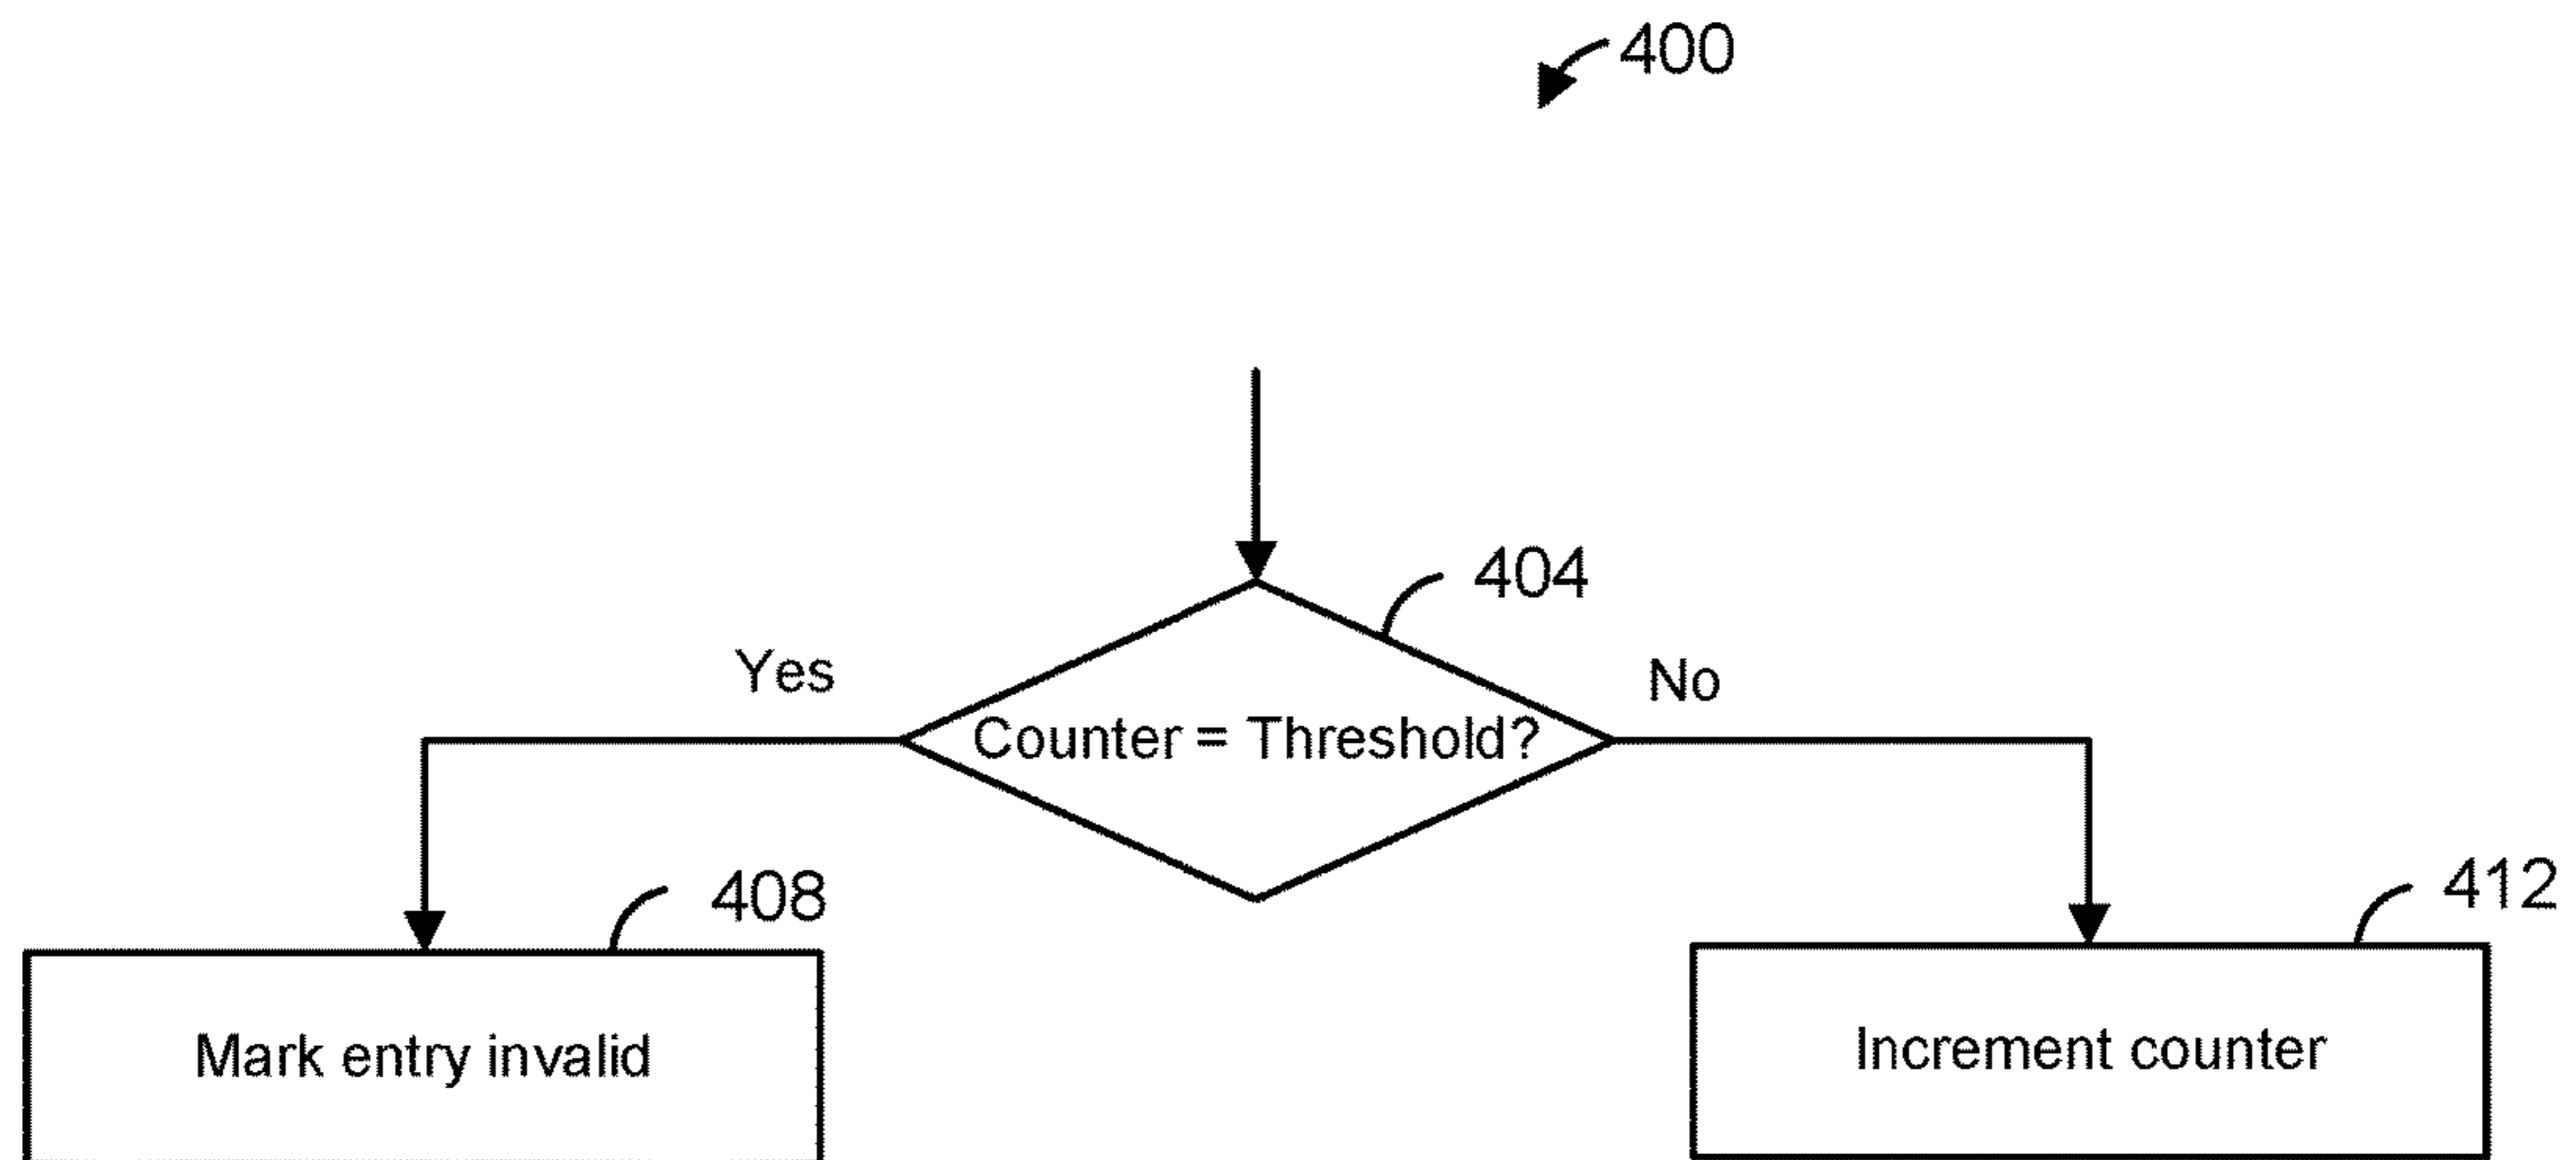 400
404
Yes
No
Counter = Threshold?
408
412
Mark entry invalid
Increment counter